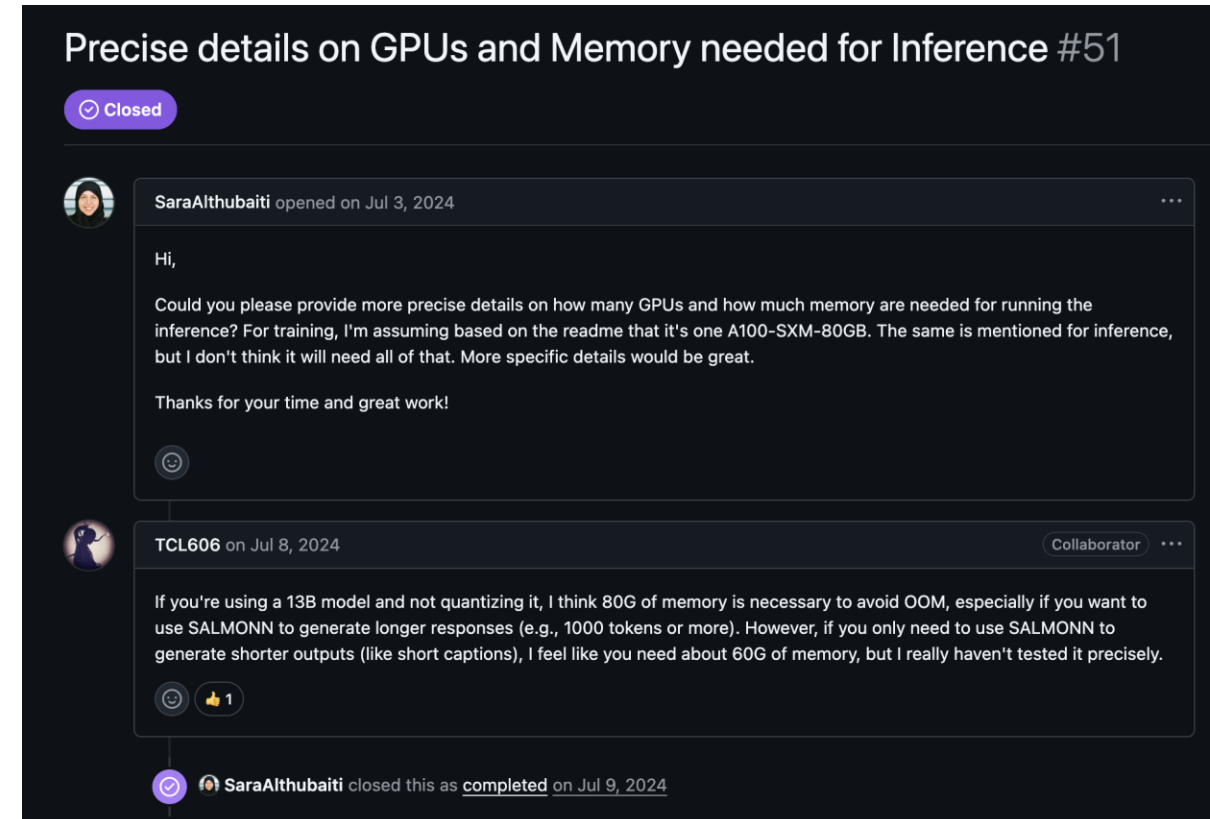 Precise details on GPUs and Memory needed for Inference #51
Closed
SaraAlthubaiti opened on Jul 3, 2024
Hi,
Could you please provide more precise details on how many GPUs and how much memory are needed for running the
inference? For training, I'm assuming based on the readme that it's one A100-SXM-80GB. The same is mentioned for inference,
but I don't think it will need all of that. More specific details would be great.
Thanks for your time and great work!
TCL606 on Jul 8, 2024
Collaborator
If you're using a 13B model and not quantizing it, I think 80G of memory is necessary to avoid OOM, especially if you want to
use SALMONN to generate longer responses (e.g., 1000 tokens or more). However, if you only need to use SALMONN to
generate shorter outputs (like short captions), I feel like you need about 60G of memory, but I really haven't tested it precisely.
👍 1
SaraAlthubaiti closed this as completed on Jul 9, 2024